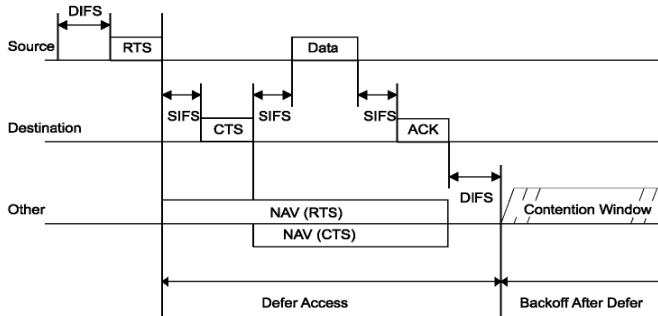 DIFS
Source
RTS
Data
SIFS
SIFS
SIFS
Destination
CTS
ACK
DIFS
Other
NAV (RTS)
Contention Window
NAV (CTS)
Defer Access
Backoff After Defer